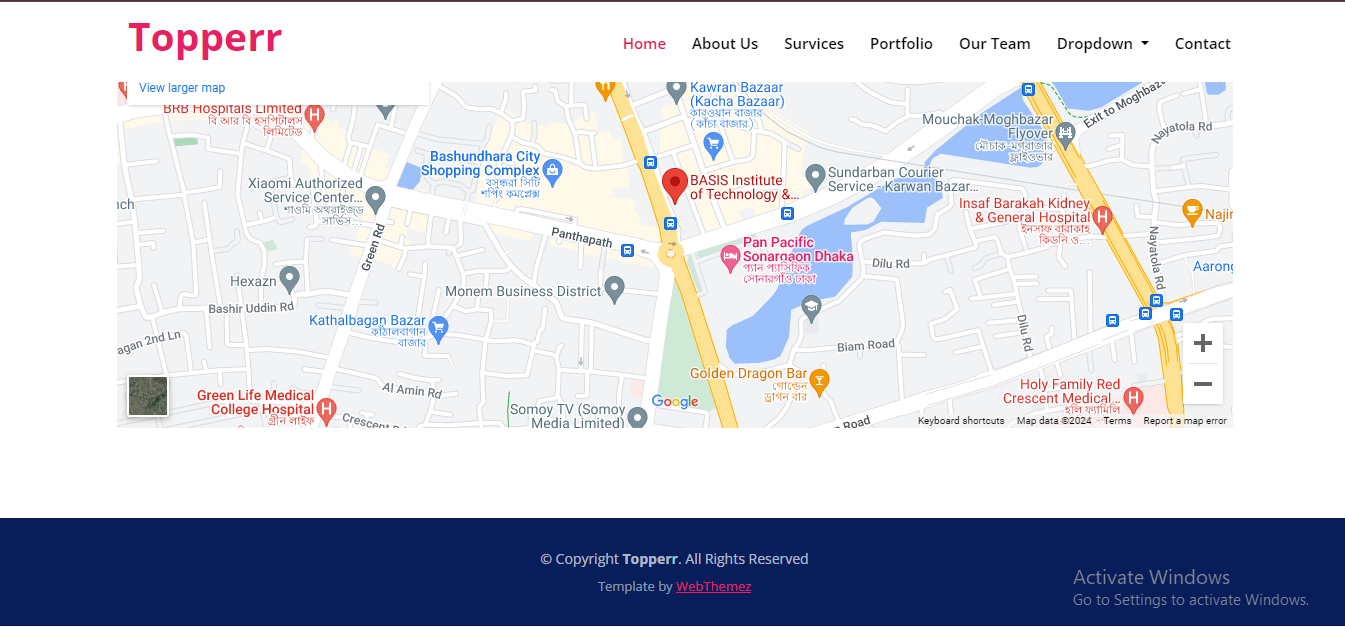 Topperr
Home About Us Survices Portfolio Our Team Dropdown Contact
View larger map
BRB Hospitals Limited
বি আর বি হসপিটালস
লিমিটেড
Kawran Bazaar
(Kacha Bazaar)
কারওয়ান বাজার
(কাঁচা বাজার)
Mouchak-Moghbazar
Flyover
মৌচাক-মগবাজার
ফ্লাইওভার
Exit to Moghbaza
Nayatola Rd
Bashundhara City
Shopping Complex
বসুন্ধরা সিটি
শপিং কমপ্লেক্স
BASIS Institute
of Technology &...
Sundarban Courier
Service - Karwan Bazar...
Xiaomi Authorized
Service Center...
শাওমি অথরাইজড
সার্ভিস...
nch
Insaf Barakah Kidney
& General Hospital
ইনসাফ বারাকাহ
কিডনি ও...
Najir
Green Rd
Panthapath
Pan Pacific
Sonargaon Dhaka
প্যান প্যাসিফিক
সোনারগাঁও ঢাকা
Dilu Rd
Nayatola Rd
Aarong
Hexazn
Monem Business District
Bashir Uddin Rd
Kathalbagan Bazar
কাঁঠালবাগান
বাজার
Dilu Rd
agan 2nd Ln
Biam Road
Golden Dragon Bar
গোল্ডেন
ড্রাগন বার
Al Amin Rd
Green Life Medical
College Hospital
গ্রীন লাইফ
Crescent
Somoy TV (Somoy
Media Limited)
Google
Holy Family Red
Crescent Medical...
হলি ফ্যামিলি
Road
Keyboard shortcuts Map data ©2024 Terms Report a map error
© Copyright Topperr. All Rights Reserved
Template by WebThemez
Activate Windows
Go to Settings to activate Windows.